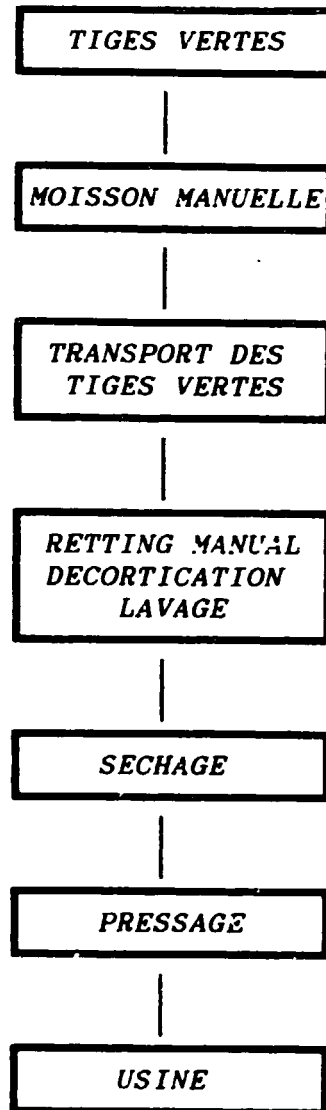 TIGES VERTES
MOISSON MANUELLE
TRANSPORT DES
TIGES VERTES
RETTING MANUAL
DECORTICATION
LAVAGE
SECHAGE
PRESSAGE
USINE